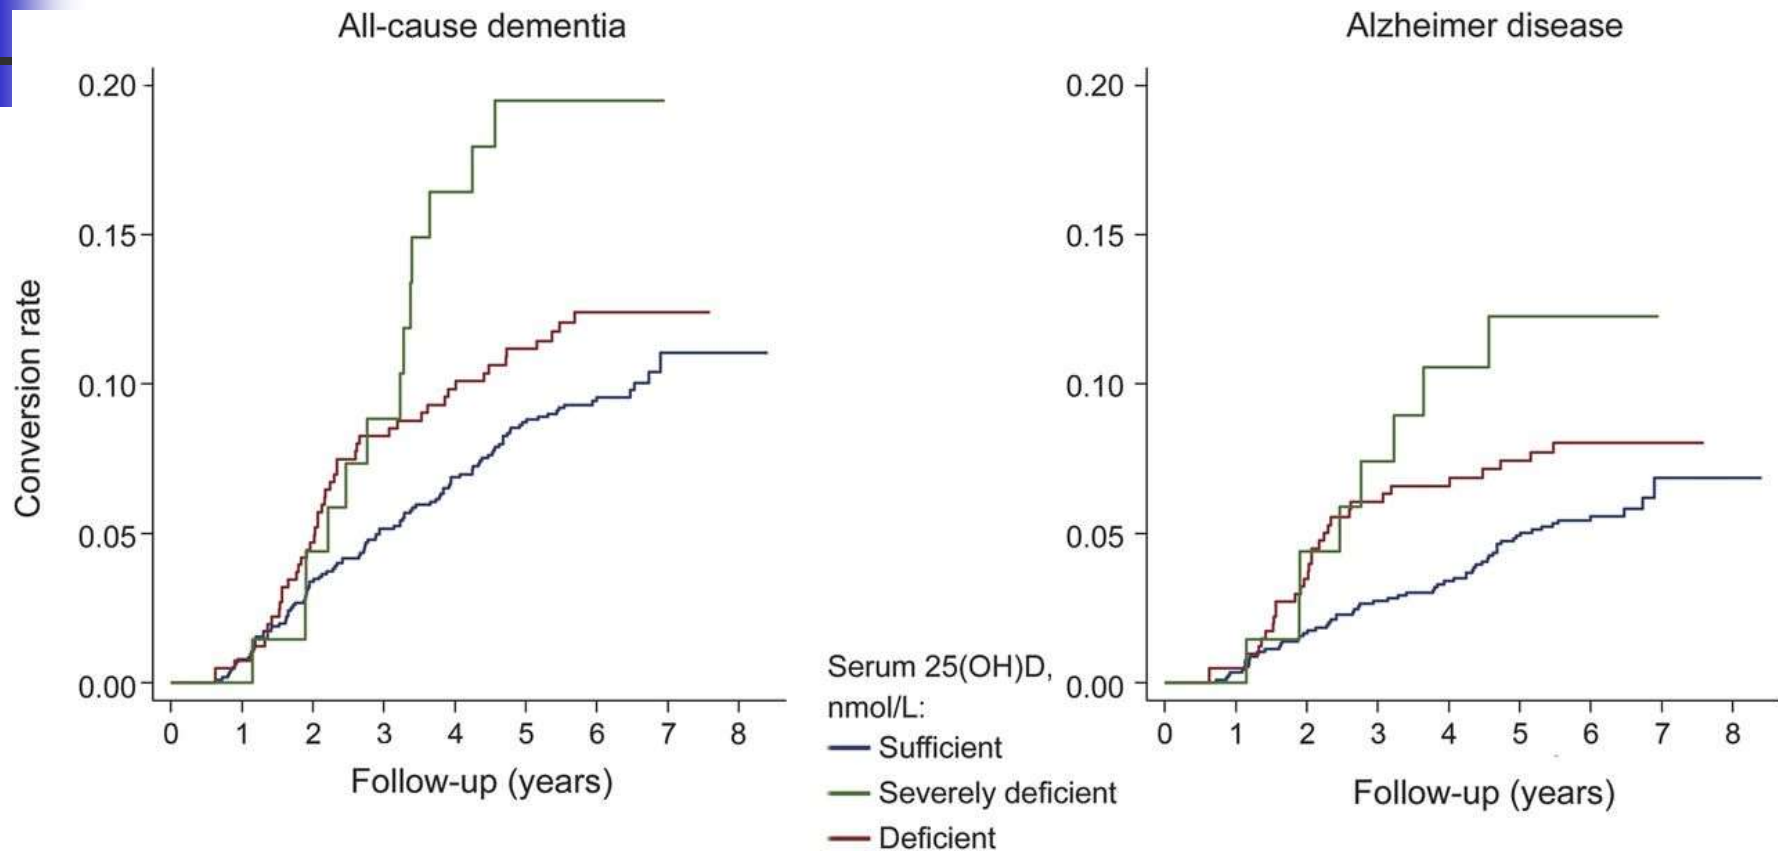 All-cause dementia
0.20
0.15
0.10
0.05
0.00
Conversion rate
0 1 2 3 4 5 6 7 8
Follow-up (years)
Serum 25(OH)D,
nmol/L:
Sufficient
Severely deficient
Deficient
Alzheimer disease
0.20
0.15
0.10
0.05
0.00
0 1 2 3 4 5 6 7 8
Follow-up (years)